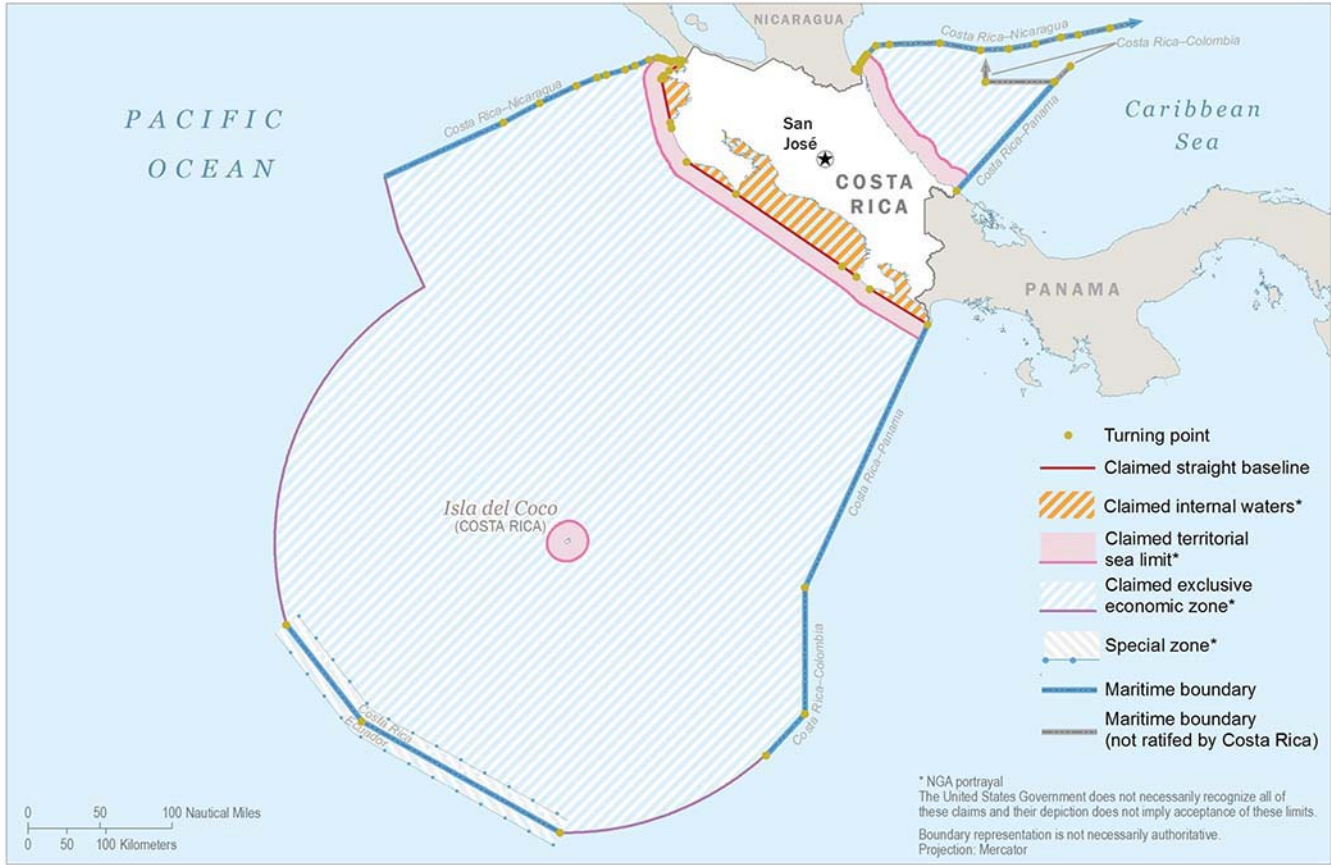 NICARAGUA
Costa Rica–Nicaragua
Costa Rica–Colombia
PACIFIC
OCEAN
Costa Rica–Nicaragua
Caribbean
Sea
San
José
COSTA
RICA
Costa Rica–Panama
PANAMA
Isla del Coco
(COSTA RICA)
Costa Rica–Panama
Costa Rica–Colombia
Costa Rica
Ecuador
Turning point
Claimed straight baseline
Claimed internal waters*
Claimed territorial
sea limit*
Claimed exclusive
economic zone*
Special zone*
Maritime boundary
Maritime boundary
(not ratifed by Costa Rica)
* NGA portrayal
The United States Government does not necessarily recognize all of
these claims and their depiction does not imply acceptance of these limits.
Boundary representation is not necessarily authoritative.
Projection: Mercator
0 50 100 Nautical Miles
0 50 100 Kilometers